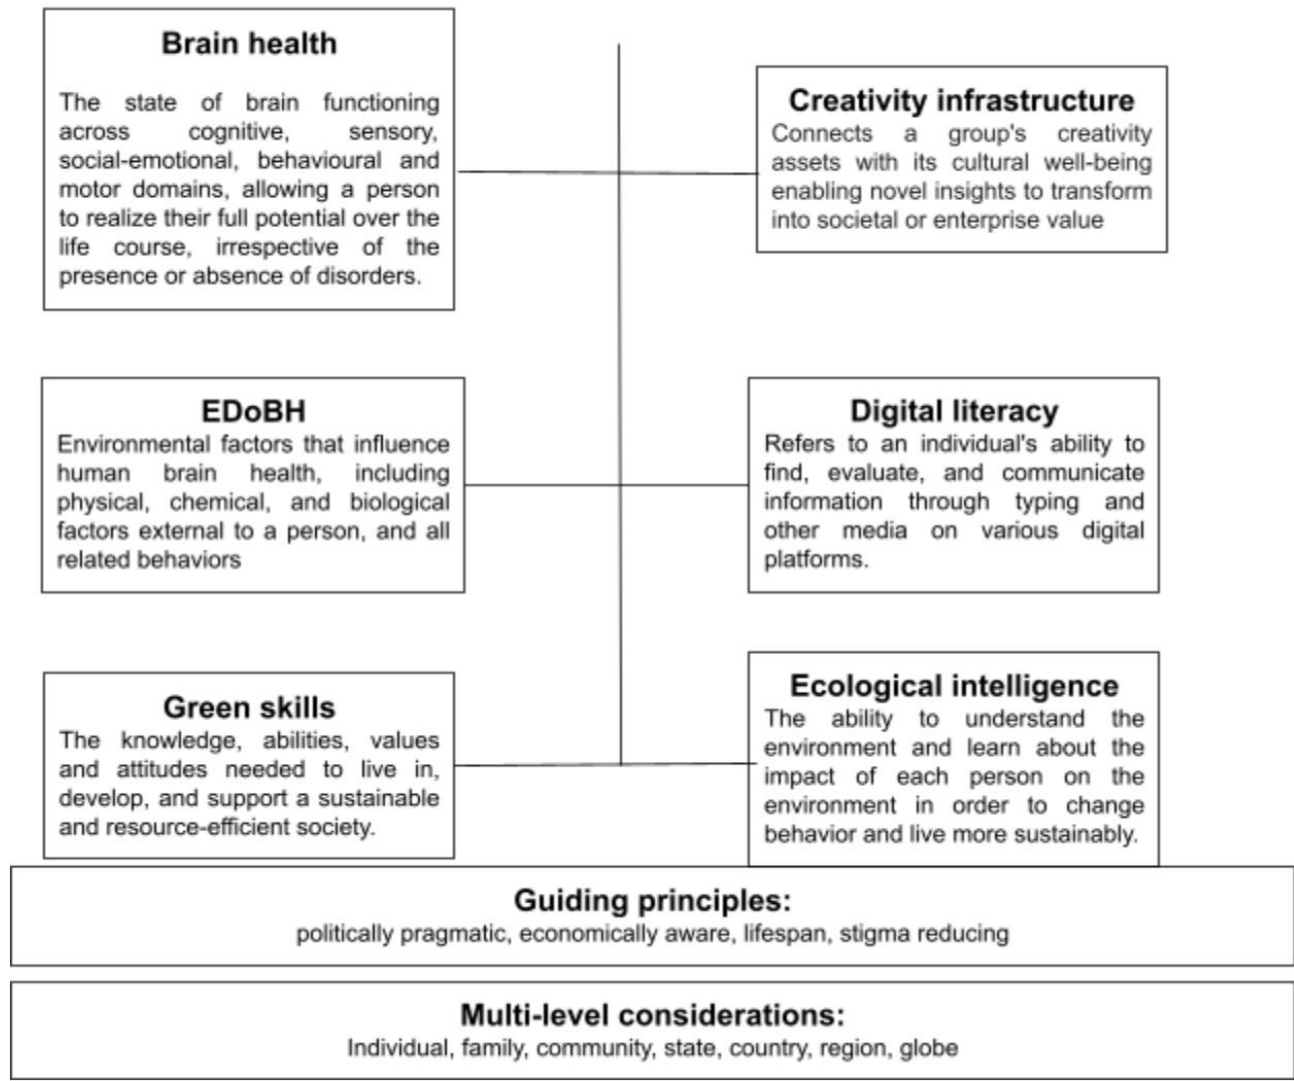 Brain health
The state of brain functioning
across cognitive, sensory,
social-emotional, behavioural and
motor domains, allowing a person
to realize their full potential over the
life course, irrespective of the
presence or absence of disorders.
Creativity infrastructure
Connects a group's creativity
assets with its cultural well-being
enabling novel insights to transform
into societal or enterprise value
EDoBH
Environmental factors that influence
human brain health, including
physical, chemical, and biological
factors external to a person, and all
related behaviors
Digital literacy
Refers to an individual's ability to
find, evaluate, and communicate
information through typing and
other media on various digital
platforms.
Green skills
The knowledge, abilities, values
and attitudes needed to live in,
develop, and support a sustainable
and resource-efficient society.
Ecological intelligence
The ability to understand the
environment and learn about the
impact of each person on the
environment in order to change
behavior and live more sustainably.
Guiding principles:
politically pragmatic, economically aware, lifespan, stigma reducing
Multi-level considerations:
Individual, family, community, state, country, region, globe